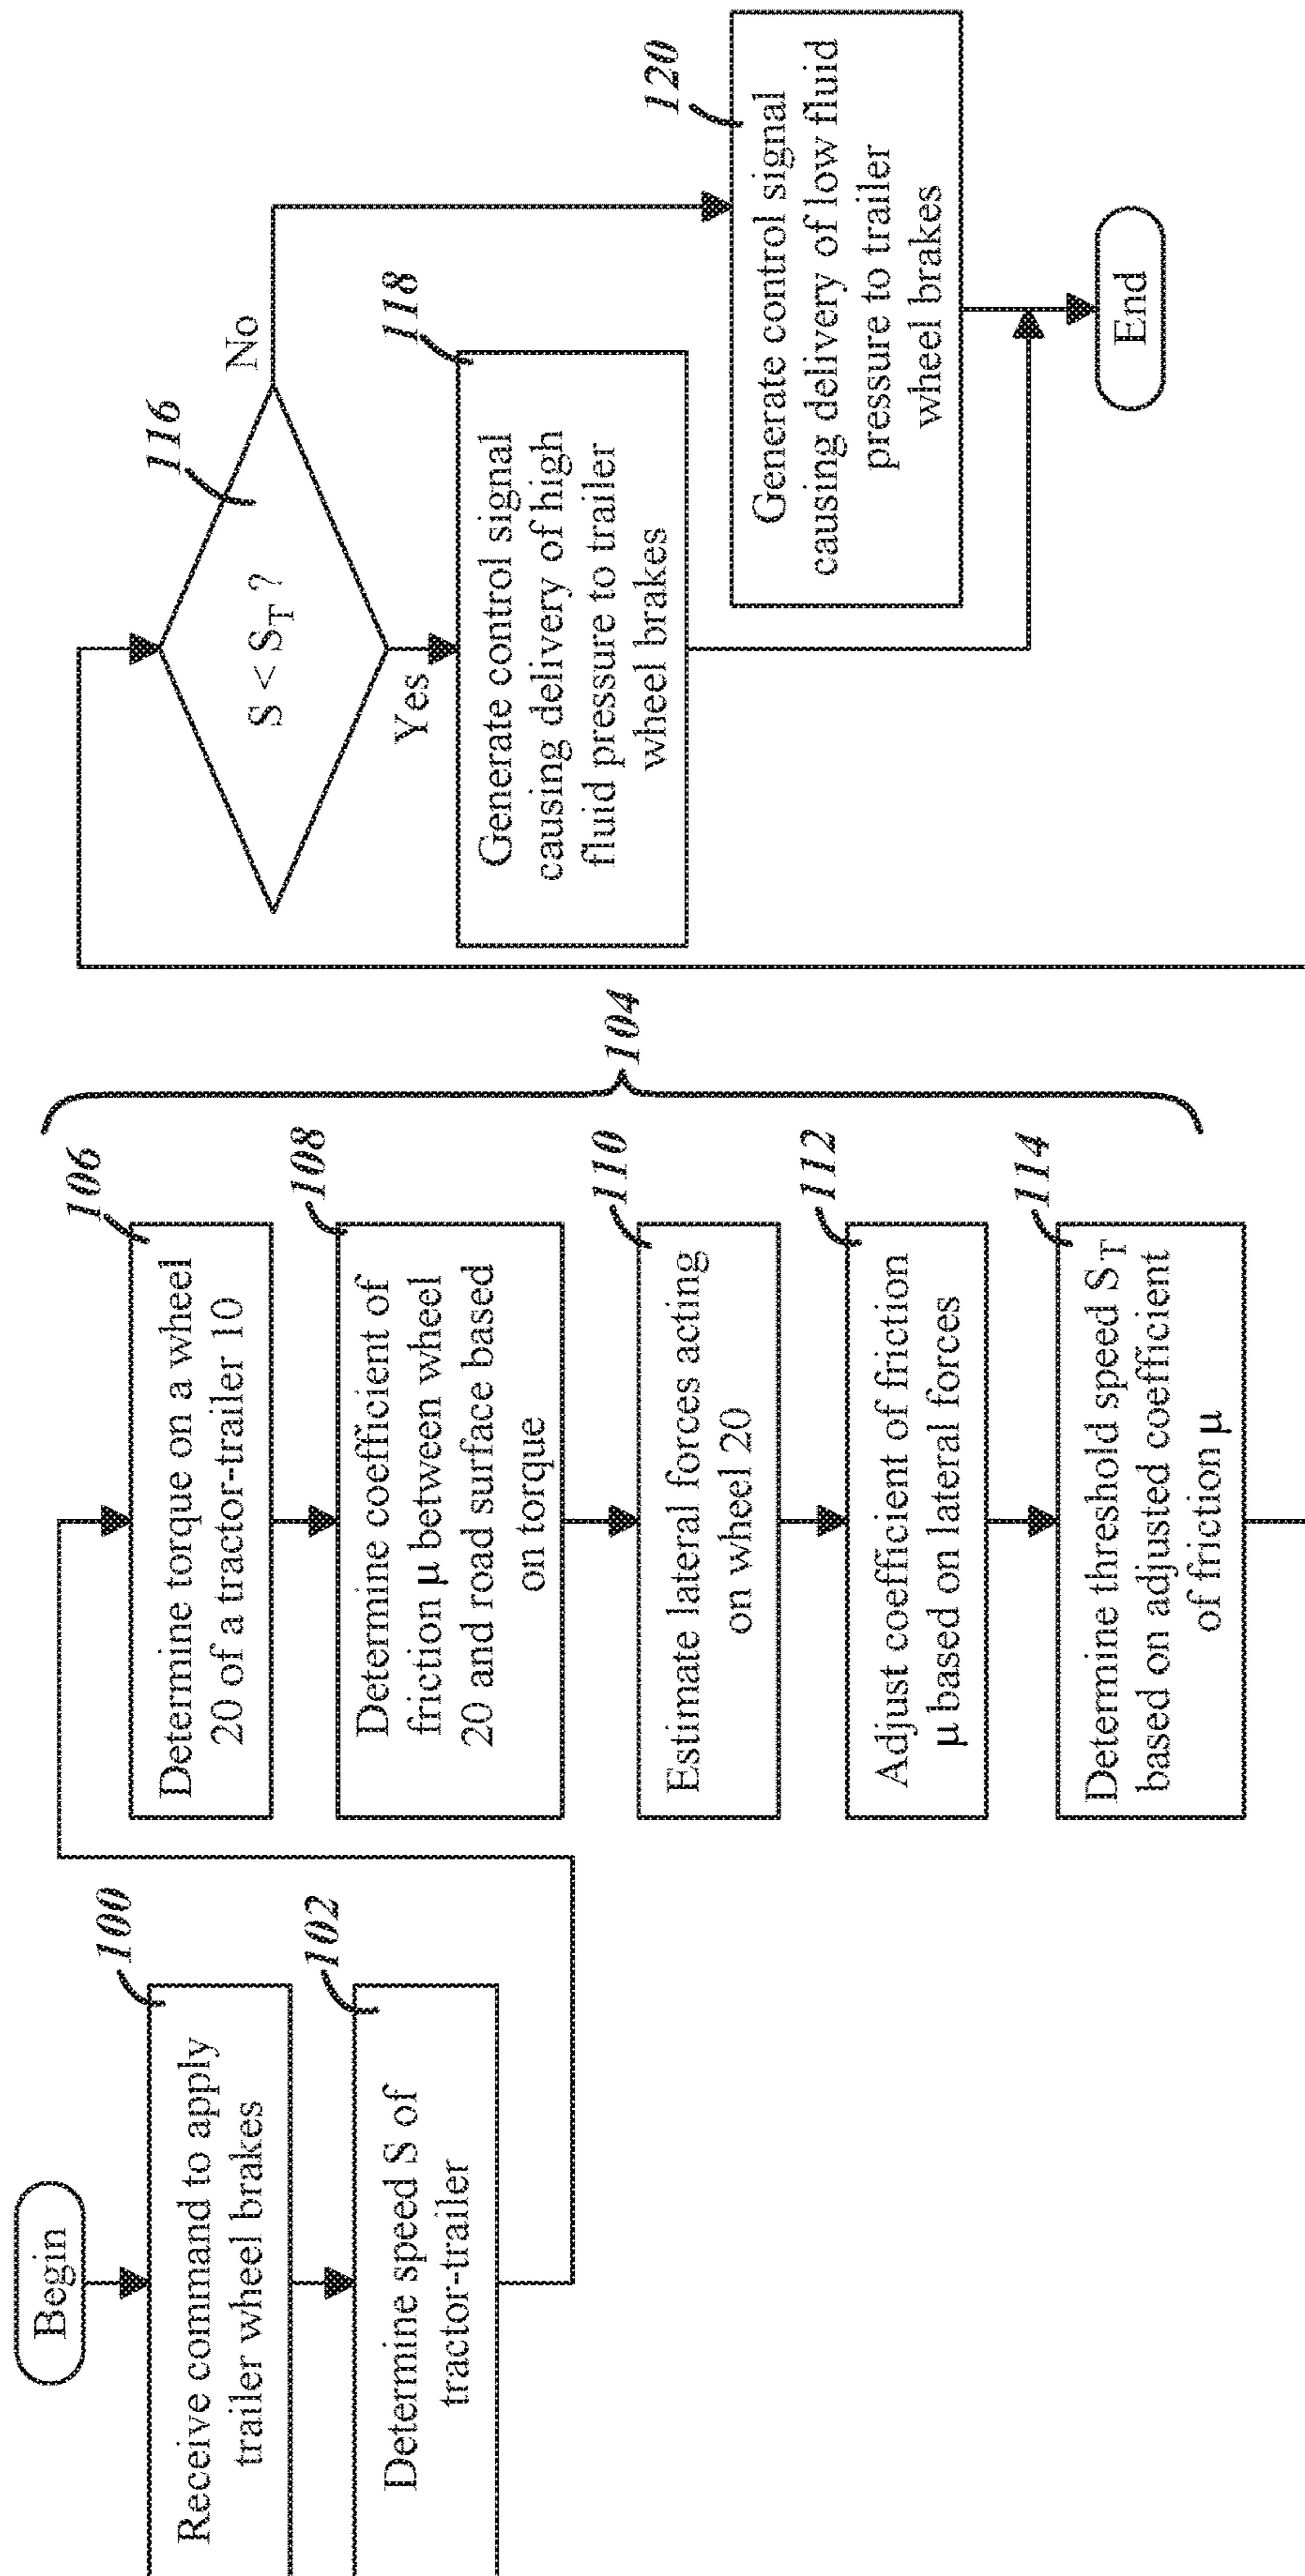 Begin
100
Receive command to apply
trailer wheel brakes
102
Determine speed S of
tractor-trailer
104
106
Determine torque on a wheel
20 of a tractor-trailer 10
108
Determine coefficient of
friction μ between wheel
20 and road surface based
on torque
110
Estimate lateral forces acting
on wheel 20
112
Adjust coefficient of friction
μ based on lateral forces
114
Determine threshold speed S_T
based on adjusted coefficient
of friction μ
116
S < S_T ?
No
Yes
118
Generate control signal
causing delivery of high
fluid pressure to trailer
wheel brakes
120
Generate control signal
causing delivery of low fluid
pressure to trailer
wheel brakes
End